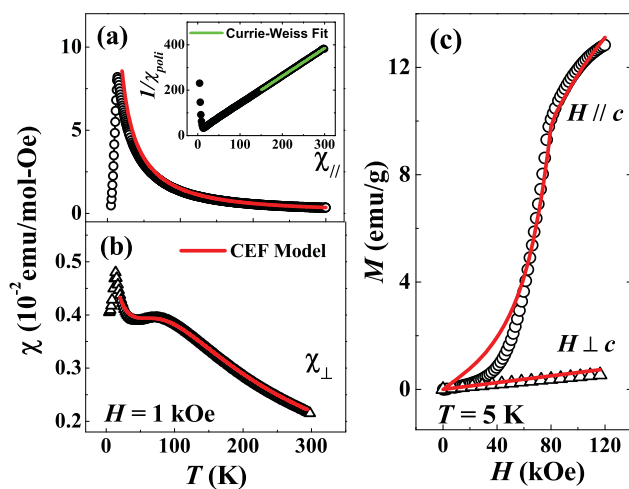 (a)
Currie-Weiss Fit
1/χpoli
400
200
0
0 100 200 300
10
5
0
χ//
(b)
CEF Model
0.5
0.4
0.3
0.2
χ⊥
H = 1 kOe
0 100 200 300
T (K)
χ (10⁻² emu/mol-Oe)
(c)
12
8
4
0
H // c
H ⊥ c
T = 5 K
0 40 80 120
H (kOe)
M (emu/g)